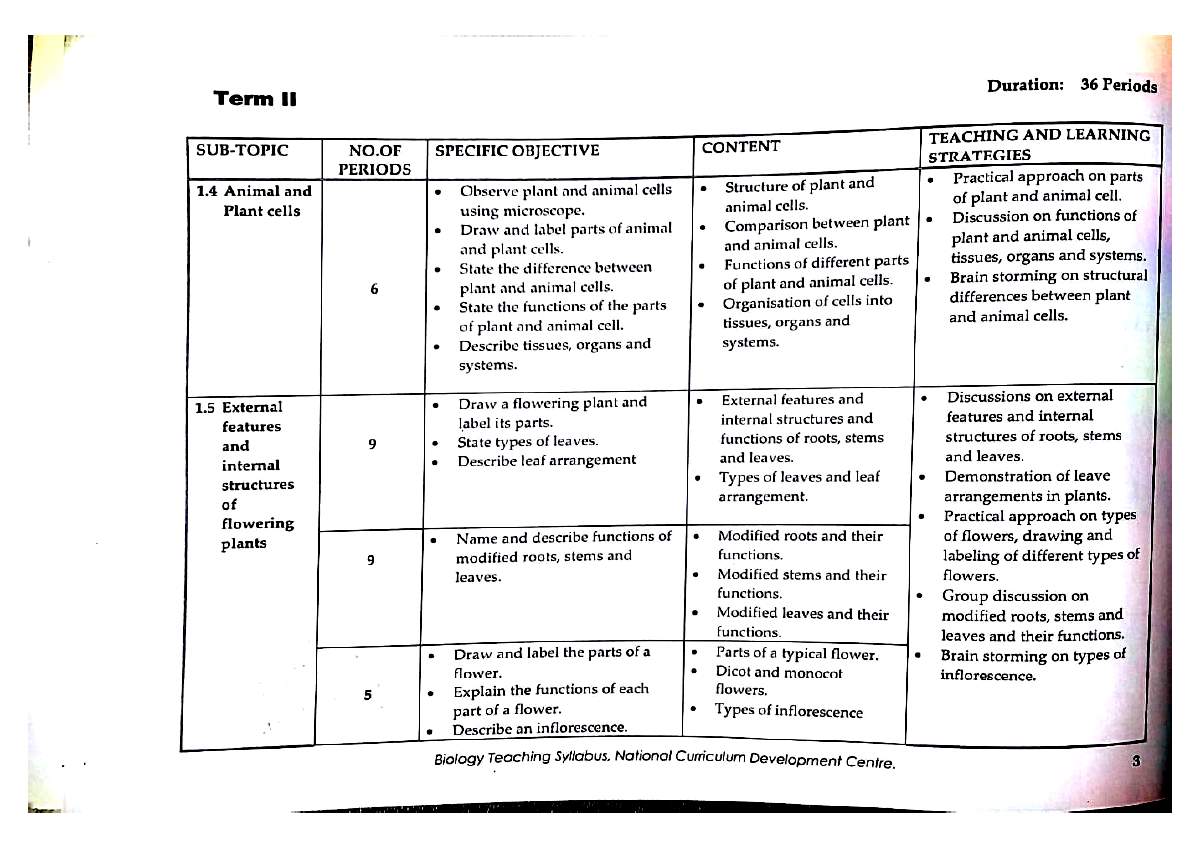 Term II
Duration: 36 Periods
SUB-TOPIC
NO.OF
PERIODS
SPECIFIC OBJECTIVE
CONTENT
TEACHING AND LEARNING
STRATEGIES
1.4 Animal and
Plant cells
6
• Observe plant and animal cells
using microscope.
• Draw and label parts of animal
and plant cells.
• State the difference between
plant and animal cells.
• State the functions of the parts
of plant and animal cell.
• Describe tissues, organs and
systems.
• Structure of plant and
animal cells.
• Comparison between plant
and animal cells.
• Functions of different parts
of plant and animal cells.
• Organisation of cells into
tissues, organs and
systems.
• Practical approach on parts
of plant and animal cell.
• Discussion on functions of
plant and animal cells,
tissues, organs and systems.
• Brain storming on structural
differences between plant
and animal cells.
1.5 External
features
and
internal
structures
of
flowering
plants
9
• Draw a flowering plant and
label its parts.
• State types of leaves.
• Describe leaf arrangement
• External features and
internal structures and
functions of roots, stems
and leaves.
• Types of leaves and leaf
arrangement.
• Discussions on external
features and internal
structures of roots, stems
and leaves.
• Demonstration of leave
arrangements in plants.
• Practical approach on types
of flowers, drawing and
labeling of different types of
flowers.
• Group discussion on
modified roots, stems and
leaves and their functions.
• Brain storming on types of
inflorescence.
9
• Name and describe functions of
modified roots, stems and
leaves.
• Modified roots and their
functions.
• Modified stems and their
functions.
• Modified leaves and their
functions.
5
• Draw and label the parts of a
flower.
• Explain the functions of each
part of a flower.
• Describe an inflorescence.
• Parts of a typical flower.
• Dicot and monocot
flowers.
• Types of inflorescence
Biology Teaching Syllabus. National Curriculum Development Centre.
3